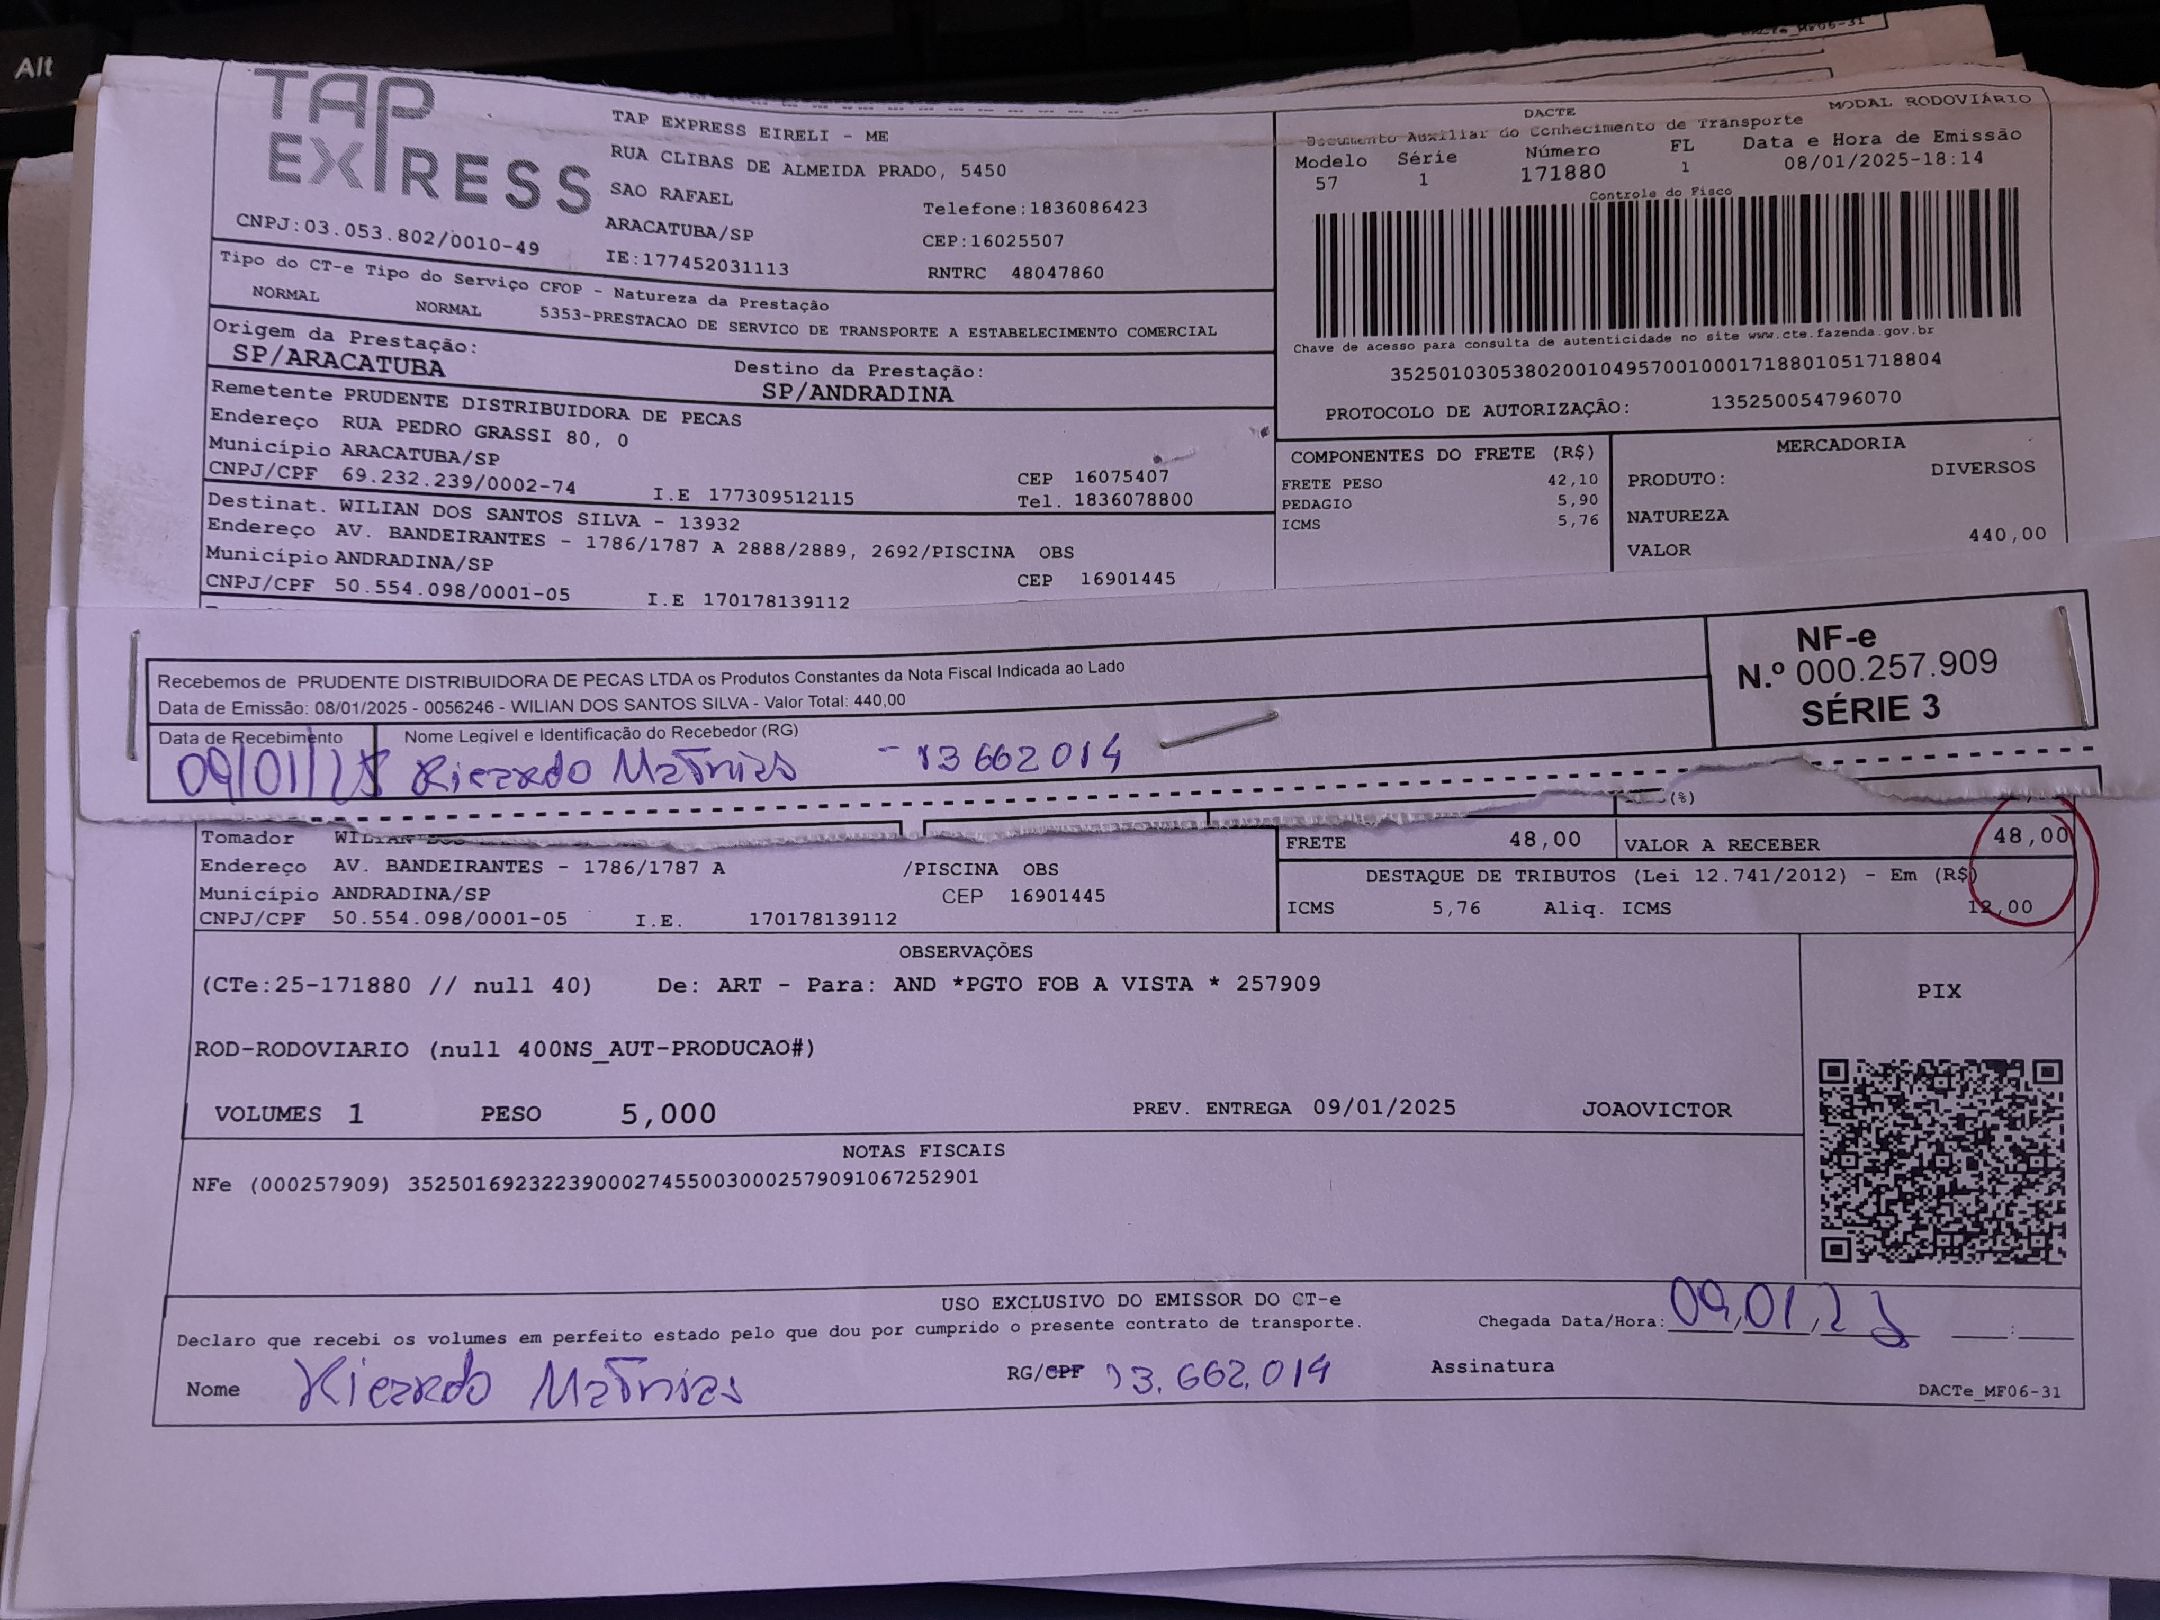 Alt
TAP EXPRESS
CNPJ:03.053.802/0010-49
TAP EXPRESS EIRELI - ME
RUA CLIBAS DE ALMEIDA PRADO, 5450
SAO RAFAEL
ARACATUBA/SP
IE:177452031113
Telefone:1836086423
CEP:16025507
RNTRC 48047860
DACTE
MODAL RODOVIÁRIO
Documento Auxiliar do Conhecimento de Transporte
Modelo Série Número FL Data e Hora de Emissão
57 1 171880 1 08/01/2025-18:14
Controle do Fisco
Chave de acesso para consulta de autenticidade no site www.cte.fazenda.gov.br
35250103053802001049570010001718801051718804
PROTOCOLO DE AUTORIZAÇÃO: 135250054796070
Tipo do CT-e Tipo do Serviço CFOP - Natureza da Prestação
NORMAL NORMAL 5353-PRESTACAO DE SERVICO DE TRANSPORTE A ESTABELECIMENTO COMERCIAL
Origem da Prestação: Destino da Prestação:
SP/ARACATUBA SP/ANDRADINA
Remetente PRUDENTE DISTRIBUIDORA DE PECAS
Endereço RUA PEDRO GRASSI 80, 0
Município ARACATUBA/SP CEP 16075407
CNPJ/CPF 69.232.239/0002-74 I.E 177309512115 Tel. 1836078800
Destinat. WILIAN DOS SANTOS SILVA - 13932
Endereço AV. BANDEIRANTES - 1786/1787 A 2888/2889, 2692/PISCINA OBS
Município ANDRADINA/SP CEP 16901445
CNPJ/CPF 50.554.098/0001-05 I.E 170178139112
COMPONENTES DO FRETE (R$)
FRETE PESO 42,10
PEDAGIO 5,90
ICMS 5,76
MERCADORIA
PRODUTO: DIVERSOS
NATUREZA
VALOR 440,00
Recebemos de PRUDENTE DISTRIBUIDORA DE PECAS LTDA os Produtos Constantes da Nota Fiscal Indicada ao Lado
Data de Emissão: 08/01/2025 - 0056246 - WILIAN DOS SANTOS SILVA - Valor Total: 440,00
NF-e
N.º 000.257.909
SÉRIE 3
Data de Recebimento Nome Legível e Identificação do Recebedor (RG)
09/01/25 Ricardo Matnias - 13 662 014
(%)
Tomador
Endereço AV. BANDEIRANTES - 1786/1787 A /PISCINA OBS
Município ANDRADINA/SP CEP 16901445
CNPJ/CPF 50.554.098/0001-05 I.E. 170178139112
FRETE 48,00 VALOR A RECEBER 48,00
DESTAQUE DE TRIBUTOS (Lei 12.741/2012) - Em (R$)
ICMS 5,76 Aliq. ICMS 12,00
OBSERVAÇÕES
(CTe:25-171880 // null 40) De: ART - Para: AND *PGTO FOB A VISTA * 257909
ROD-RODOVIARIO (null 400NS_AUT-PRODUCAO#)
PIX
VOLUMES 1 PESO 5,000 PREV. ENTREGA 09/01/2025 JOAOVICTOR
NOTAS FISCAIS
NFe (000257909) 35250169232239000274550030002579091067252901
USO EXCLUSIVO DO EMISSOR DO CT-e
Declaro que recebi os volumes em perfeito estado pelo que dou por cumprido o presente contrato de transporte. Chegada Data/Hora: 09,01,25
Nome Ricardo Matnias RG/CPF 13.662.014 Assinatura
DACTe_MF06-31